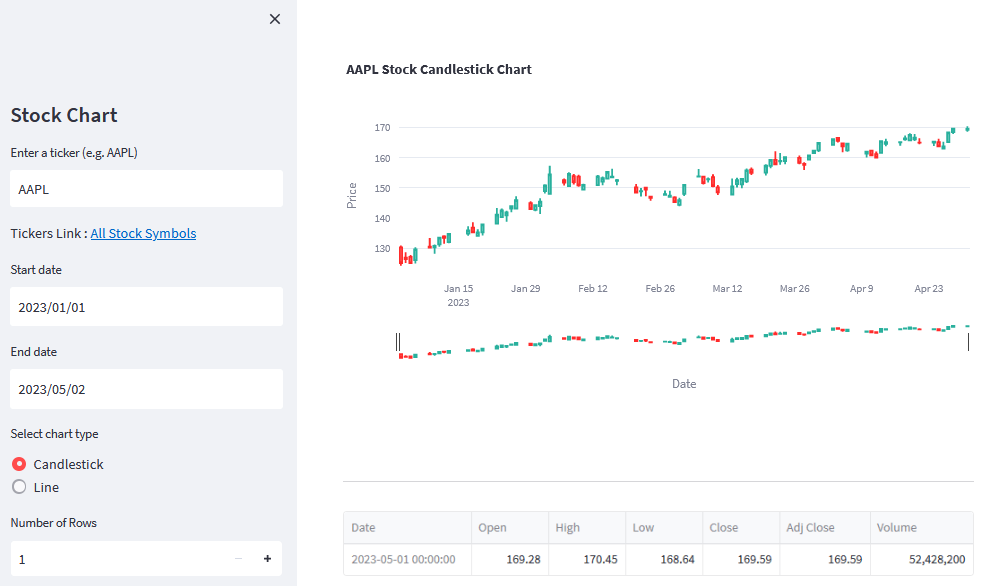 Stock Chart
Enter a ticker (e.g. AAPL)
AAPL
Tickers Link : All Stock Symbols
Start date
2023/01/01
End date
2023/05/02
Select chart type
Candlestick
Line
Number of Rows
1 − +
AAPL Stock Candlestick Chart
170
160
150
140
130
Price
Jan 15 Jan 29 Feb 12 Feb 26 Mar 12 Mar 26 Apr 9 Apr 23
2023
Date
Date Open High Low Close Adj Close Volume
2023-05-01 00:00:00 169.28 170.45 168.64 169.59 169.59 52,428,200